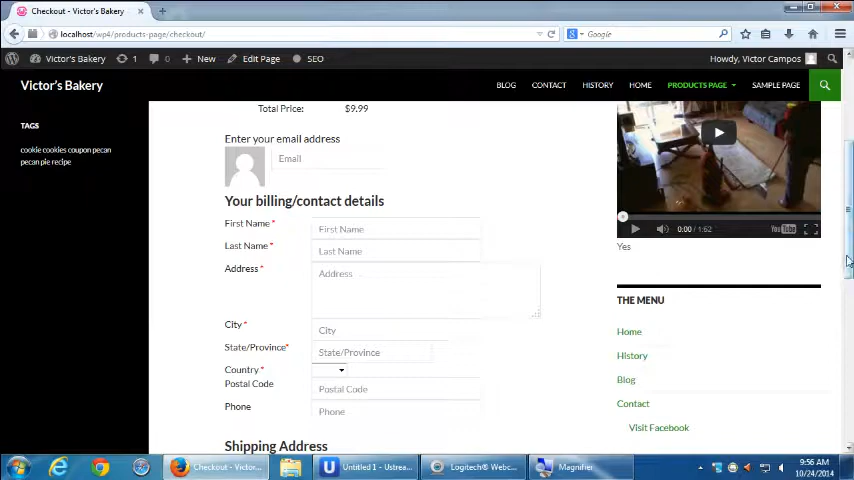 Checkout - Victor's Bakery
localhost/wp4/products-page/checkout/
Google
Victor's Bakery
1
0
New
Edit Page
SEO
Howdy, Victor Campos
Victor's Bakery
BLOG
CONTACT
HISTORY
HOME
PRODUCTS PAGE
SAMPLE PAGE
Total Price:
$9.99
TAGS
cookie cookies coupon pecan
pecan pie recipe
Enter your email address
Email
Your billing/contact details
First Name *
First Name
Last Name *
Last Name
Address *
Address
City *
City
State/Province*
State/Province
Country *
Postal Code
Postal Code
Phone
Phone
Shipping Address
0:00 / 1:62
YouTube
Yes
THE MENU
Home
History
Blog
Contact
Visit Facebook
Checkout - Victor...
Untitled 1 - Ustrea...
Logitech® Webc...
Magnifier
9:56 AM
10/24/2014